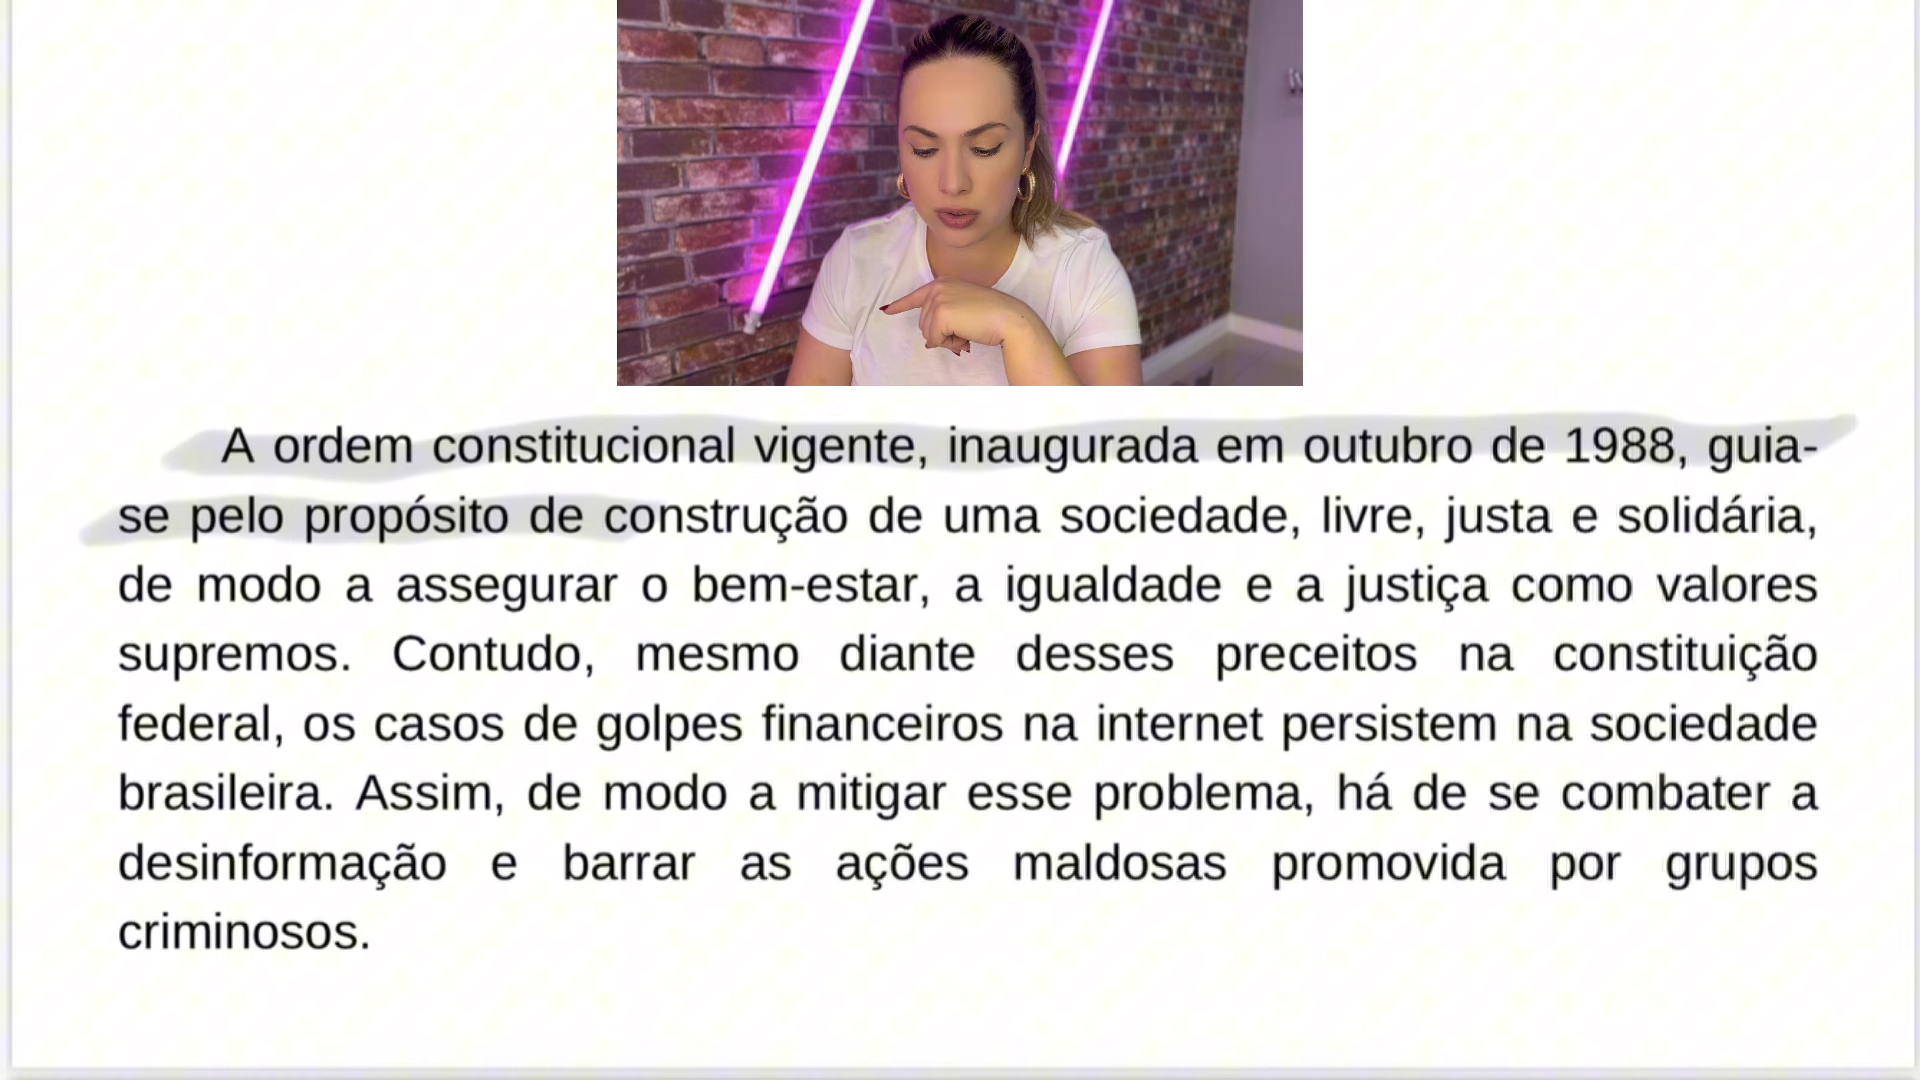 A ordem constitucional vigente, inaugurada em outubro de 1988, guia-
se pelo propósito de construção de uma sociedade, livre, justa e solidária,
de modo a assegurar o bem-estar, a igualdade e a justiça como valores
supremos. Contudo, mesmo diante desses preceitos na constituição
federal, os casos de golpes financeiros na internet persistem na sociedade
brasileira. Assim, de modo a mitigar esse problema, há de se combater a
desinformação e barrar as ações maldosas promovida por grupos
criminosos.